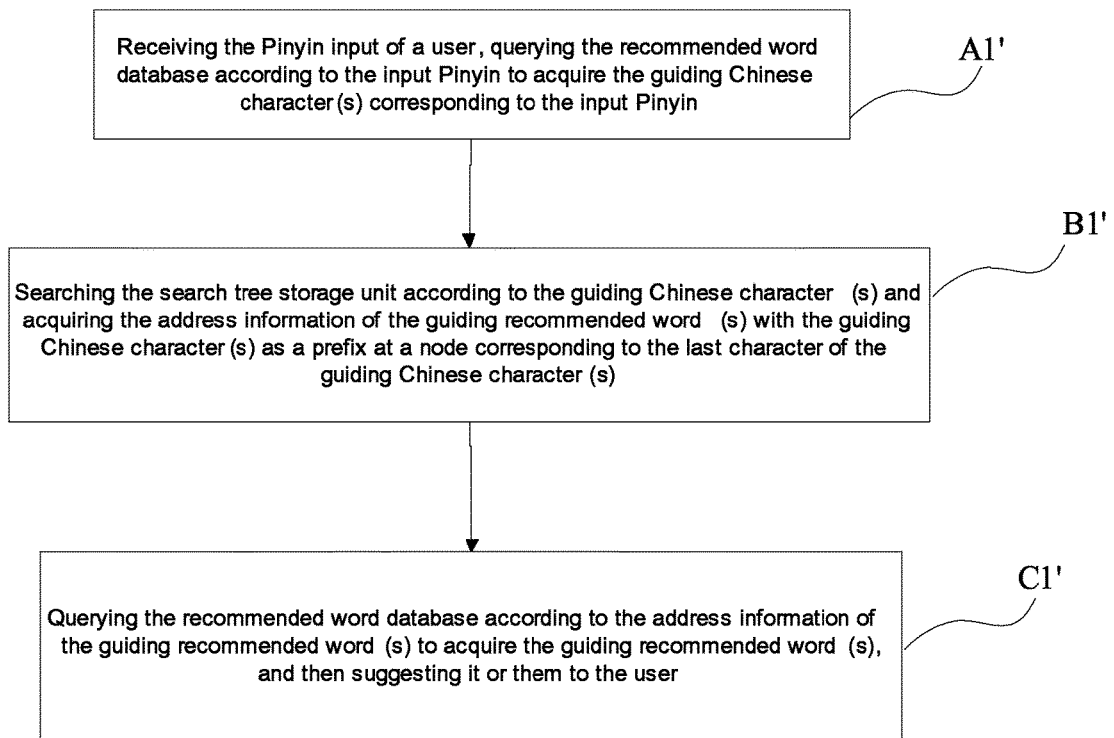 Receiving the Pinyin input of a user, querying the recommended word
database according to the input Pinyin to acquire the guiding Chinese
character(s) corresponding to the input Pinyin
A1'
B1'
Searching the search tree storage unit according to the guiding Chinese character (s) and
acquiring the address information of the guiding recommended word (s) with the guiding
Chinese character(s) as a prefix at a node corresponding to the last character of the
guiding Chinese character(s)
C1'
Querying the recommended word database according to the address information of
the guiding recommended word (s) to acquire the guiding recommended word (s),
and then suggesting it or them to the user